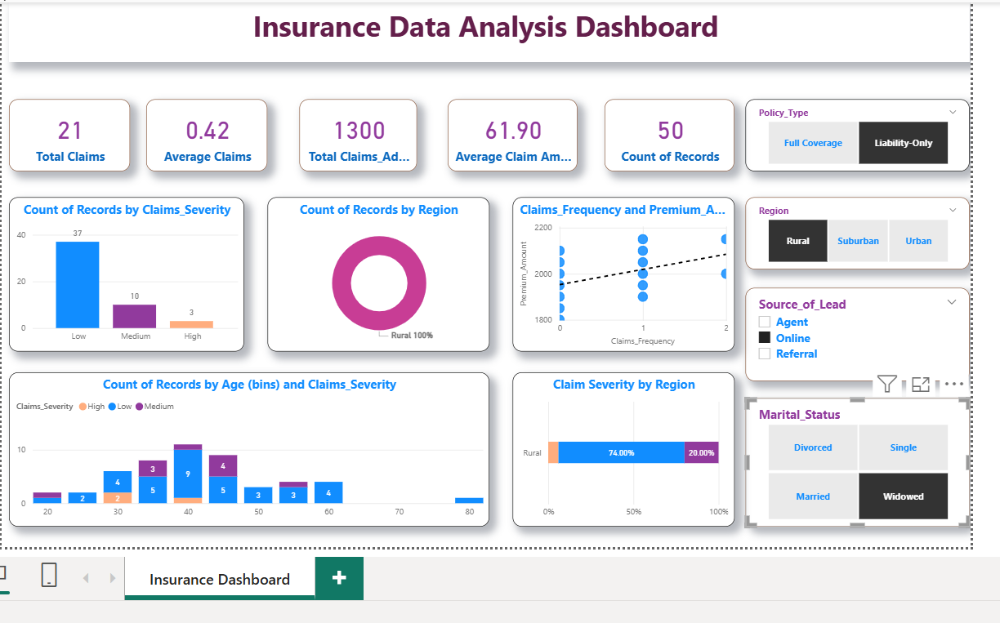 Insurance Data Analysis Dashboard
21
Total Claims
0.42
Average Claims
1300
Total Claims_Ad...
61.90
Average Claim Am...
50
Count of Records
Policy_Type
Full Coverage
Liability-Only
Count of Records by Claims_Severity
40
20
0
37
10
3
Low
Medium
High
Count of Records by Region
Rural 100%
Claims_Frequency and Premium_A...
Premium_Amount
2200
2000
1800
0
1
2
Claims_Frequency
Region
Rural
Suburban
Urban
Source_of_Lead
Agent
Online
Referral
Count of Records by Age (bins) and Claims_Severity
Claims_Severity High Low Medium
10
0
2
4
2
3
5
9
4
5
3
3
4
20 30 40 50 60 70 80
Claim Severity by Region
Rural
74.00%
20.00%
0% 50% 100%
Marital_Status
Divorced
Single
Married
Widowed
Insurance Dashboard